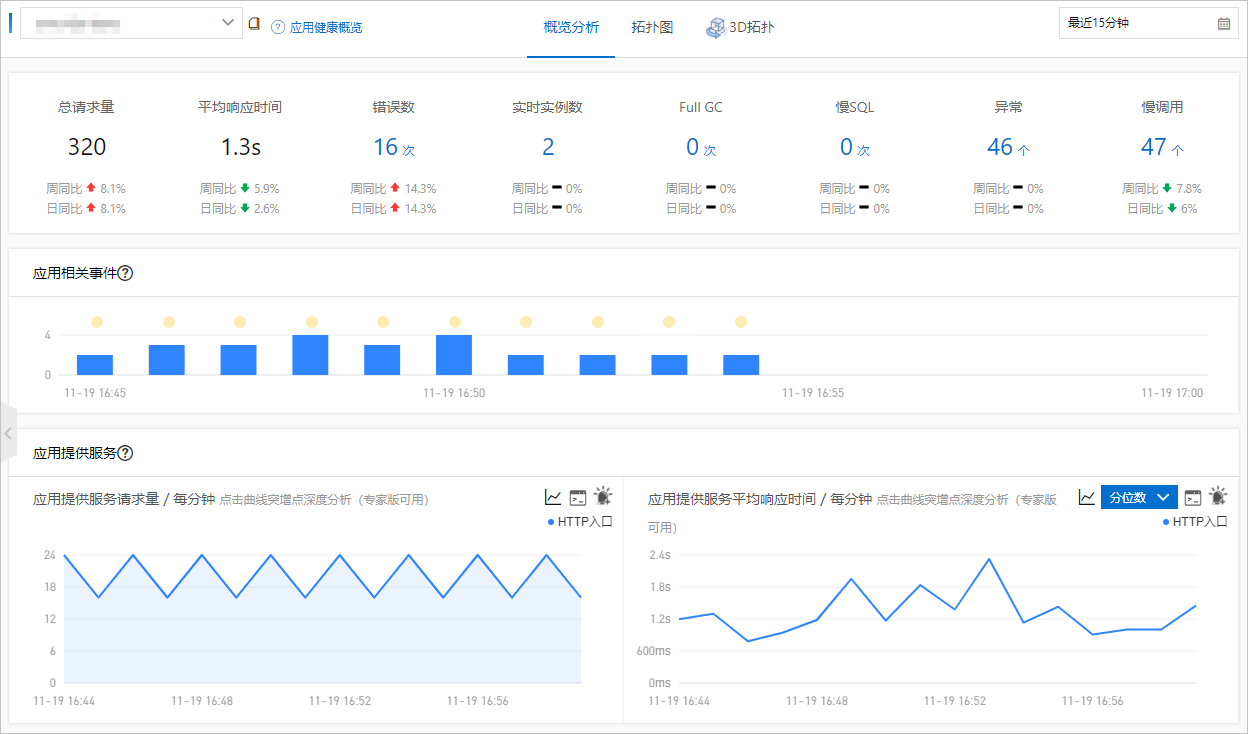 应用健康概览
概览分析 拓扑图 3D拓扑
最近15分钟
总请求量 平均响应时间 错误数 实时实例数 Full GC 慢SQL 异常 慢调用
320 1.3s 16 次 2 0 次 0 次 46 个 47 个
周同比 8.1% 周同比 5.9% 周同比 14.3% 周同比 0% 周同比 0% 周同比 0% 周同比 0% 周同比 7.8%
日同比 8.1% 日同比 2.6% 日同比 14.3% 日同比 0% 日同比 0% 日同比 0% 日同比 0% 日同比 6%
应用相关事件
4
0
11-19 16:45 11-19 16:50 11-19 16:55 11-19 17:00
应用提供服务
应用提供服务请求量 / 每分钟 点击曲线突增点深度分析（专家版可用）
HTTP入口
24
18
12
6
0
11-19 16:44 11-19 16:48 11-19 16:52 11-19 16:56
应用提供服务平均响应时间 / 每分钟 点击曲线突增点深度分析（专家版
可用）
分位数
HTTP入口
2.4s
1.8s
1.2s
600ms
0ms
11-19 16:44 11-19 16:48 11-19 16:52 11-19 16:56